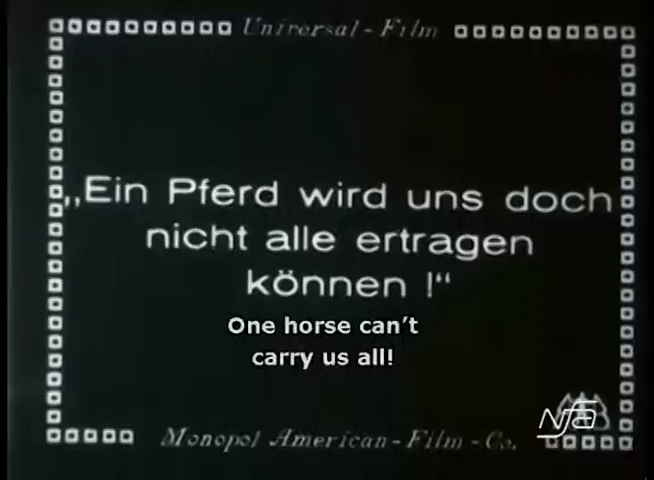 Universal-Film
„Ein Pferd wird uns doch
nicht alle ertragen
können !“
One horse can't
carry us all!
Monopol American-Film-Co.
nfa